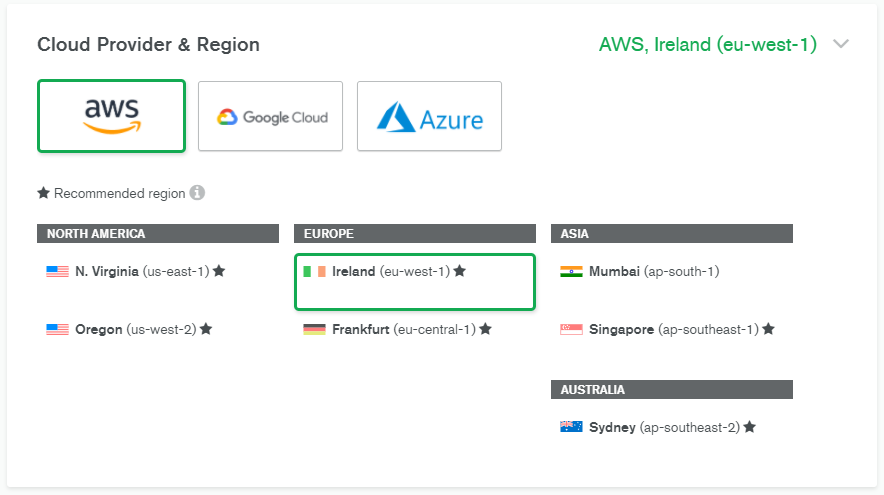 Cloud Provider & Region
AWS, Ireland (eu-west-1)
aws
Google Cloud
Azure
★ Recommended region
NORTH AMERICA
N. Virginia (us-east-1) ★
Oregon (us-west-2) ★
EUROPE
Ireland (eu-west-1) ★
Frankfurt (eu-central-1) ★
ASIA
Mumbai (ap-south-1)
Singapore (ap-southeast-1) ★
AUSTRALIA
Sydney (ap-southeast-2) ★